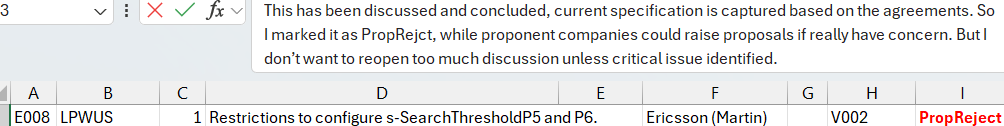 3 fx This has been discussed and concluded, current specification is captured based on the agreements. So
I marked it as PropRejct, while proponent companies could raise proposals if really have concern. But I
don't want to reopen too much discussion unless critical issue identified.
A B C D E F G H I
E008 LPWUS 1 Restrictions to configure s-SearchThresholdP5 and P6. Ericsson (Martin) V002 PropReject